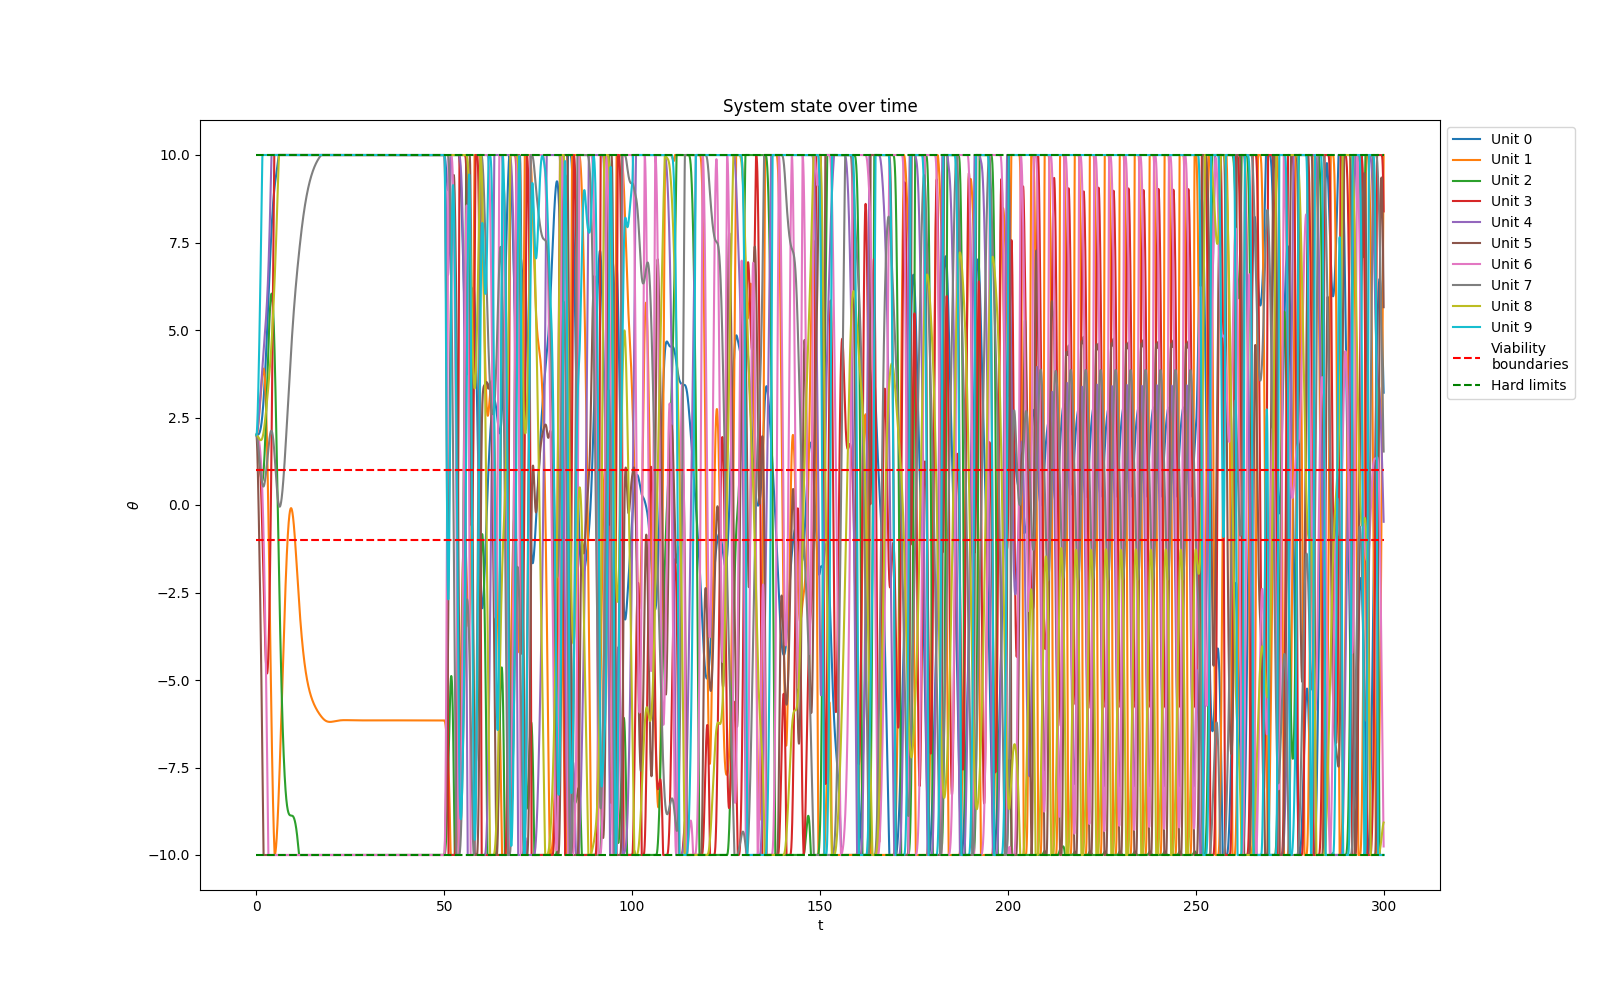 System state over time
10.0
7.5
5.0
2.5
0.0
−2.5
−5.0
−7.5
−10.0
θ
0
50
100
150
200
250
300
t
Unit 0
Unit 1
Unit 2
Unit 3
Unit 4
Unit 5
Unit 6
Unit 7
Unit 8
Unit 9
Viability
boundaries
Hard limits